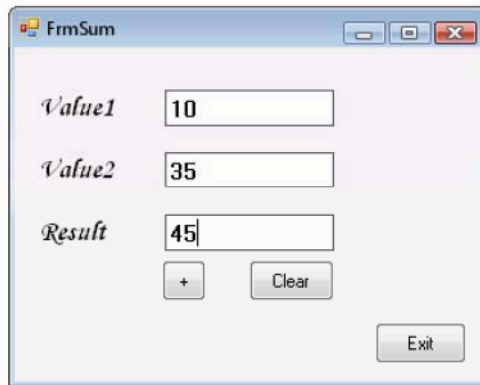 FrmSum
Value1 10
Value2 35
Result 45
+ Clear
Exit